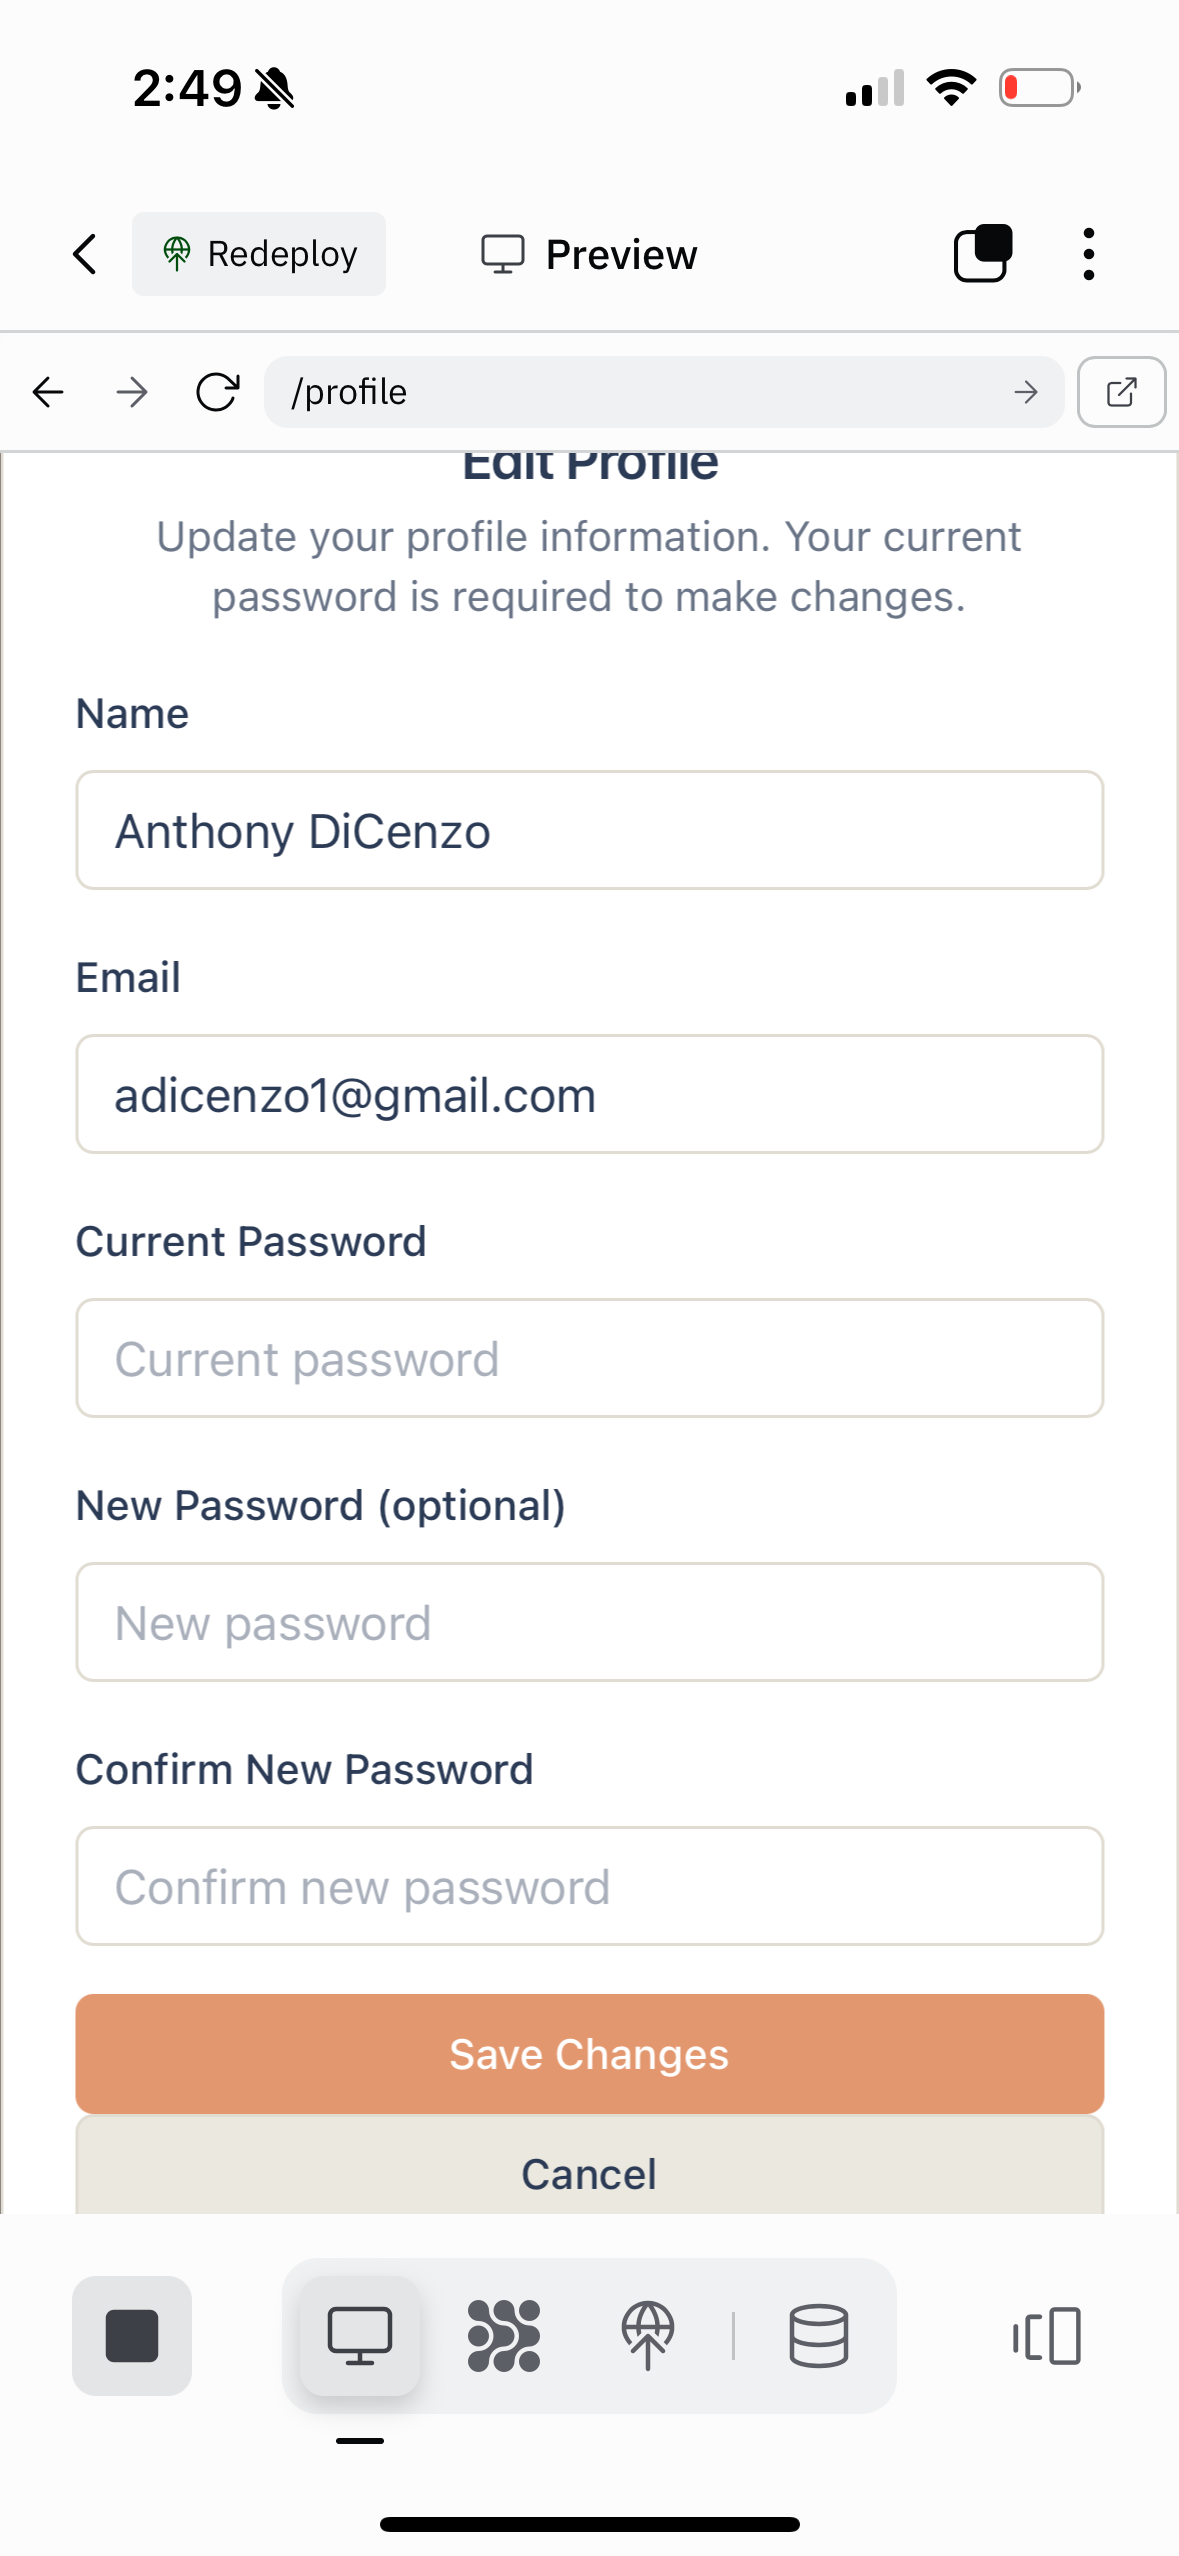 2:49
Redeploy
Preview
/profile
Edit Profile
Update your profile information. Your current
password is required to make changes.
Name
Anthony DiCenzo
Email
adicenzo1@gmail.com
Current Password
Current password
New Password (optional)
New password
Confirm New Password
Confirm new password
Save Changes
Cancel